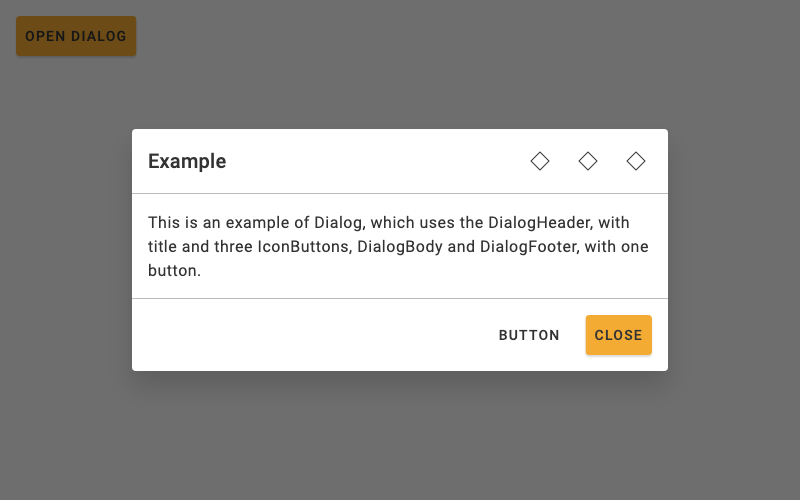 OPEN DIALOG
Example
This is an example of Dialog, which uses the DialogHeader, with
title and three IconButtons, DialogBody and DialogFooter, with one
button.
BUTTON
CLOSE